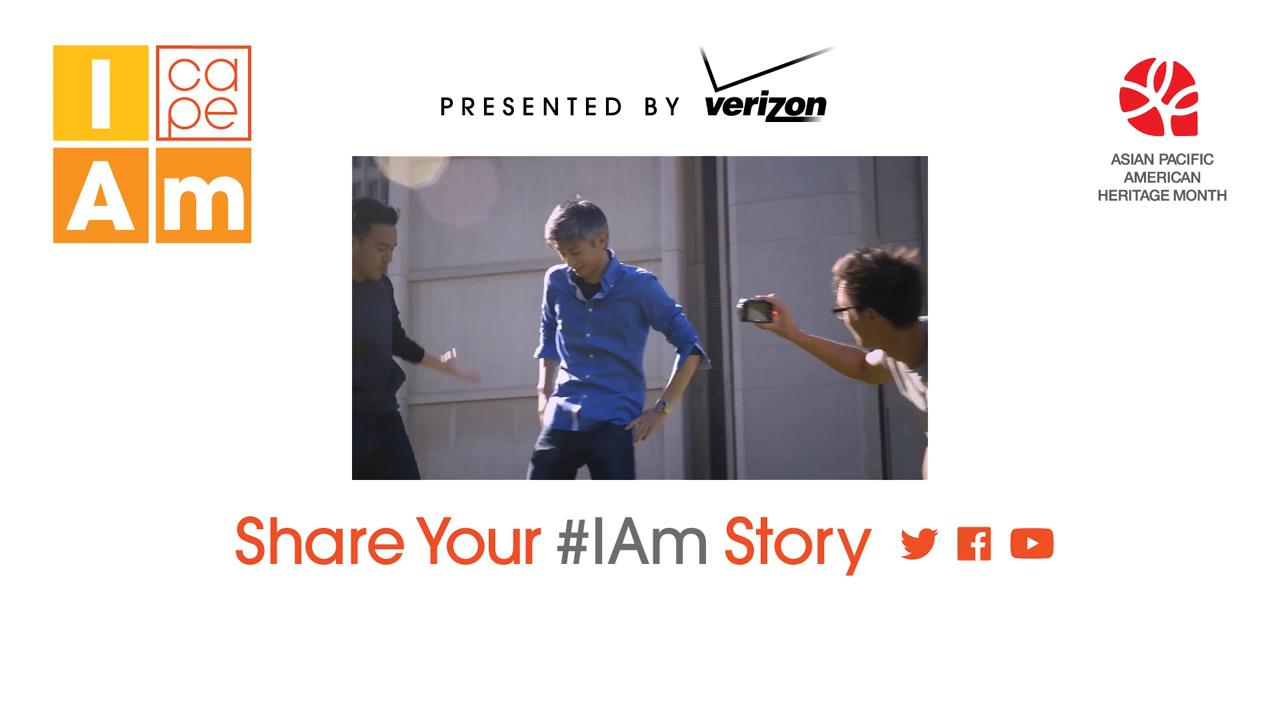 I
ca
pe
Am
PRESENTED BY verizon
ASIAN PACIFIC
AMERICAN
HERITAGE MONTH
Share Your #IAm Story